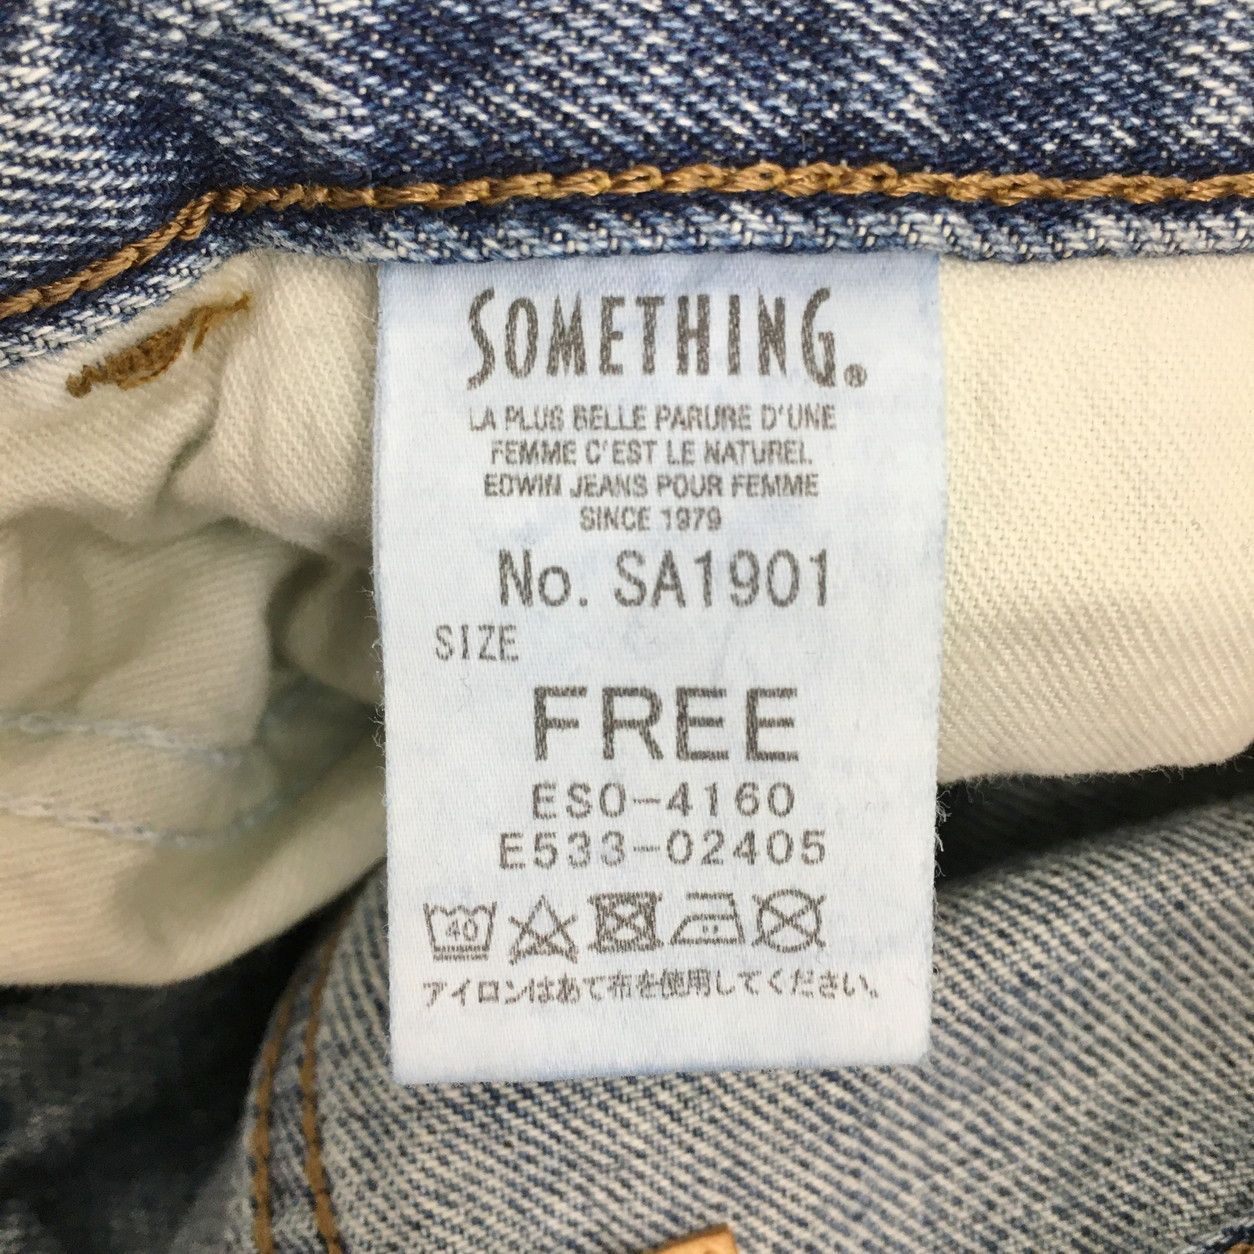 SOMETHING®
LA PLUS BELLE PARURE D'UNE
FEMME C'EST LE NATUREL
EDWIN JEANS POUR FEMME
SINCE 1979
No. SA1901
SIZE
FREE
ESO-4160
E533-02405
40
アイロンはあて布を使用してください。